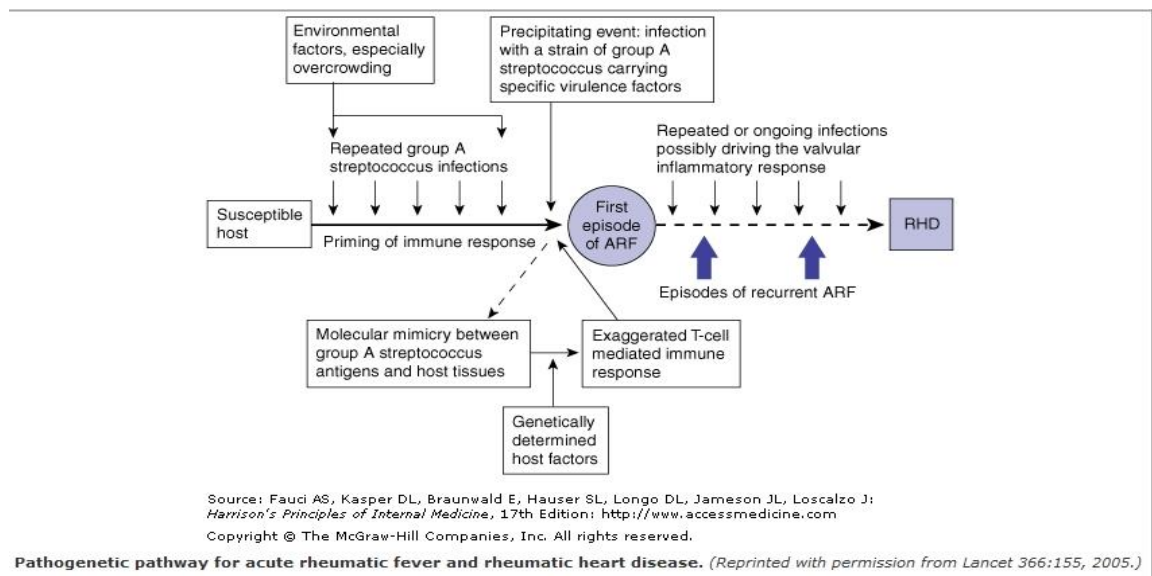 Environmental
factors, especially
overcrowding
Precipitating event: infection
with a strain of group A
streptococcus carrying
specific virulence factors
Repeated group A
streptococcus infections
Repeated or ongoing infections
possibly driving the valvular
inflammatory response
Susceptible
host
Priming of immune response
First
episode
of ARF
RHD
Episodes of recurrent ARF
Molecular mimicry between
group A streptococcus
antigens and host tissues
Exaggerated T-cell
mediated immune
response
Genetically
determined
host factors
Source: Fauci AS, Kasper DL, Braunwald E, Hauser SL, Longo DL, Jameson JL, Loscalzo J:
Harrison's Principles of Internal Medicine, 17th Edition: http://www.accessmedicine.com
Copyright © The McGraw-Hill Companies, Inc. All rights reserved.
Pathogenetic pathway for acute rheumatic fever and rheumatic heart disease. (Reprinted with permission from Lancet 366:155, 2005.)